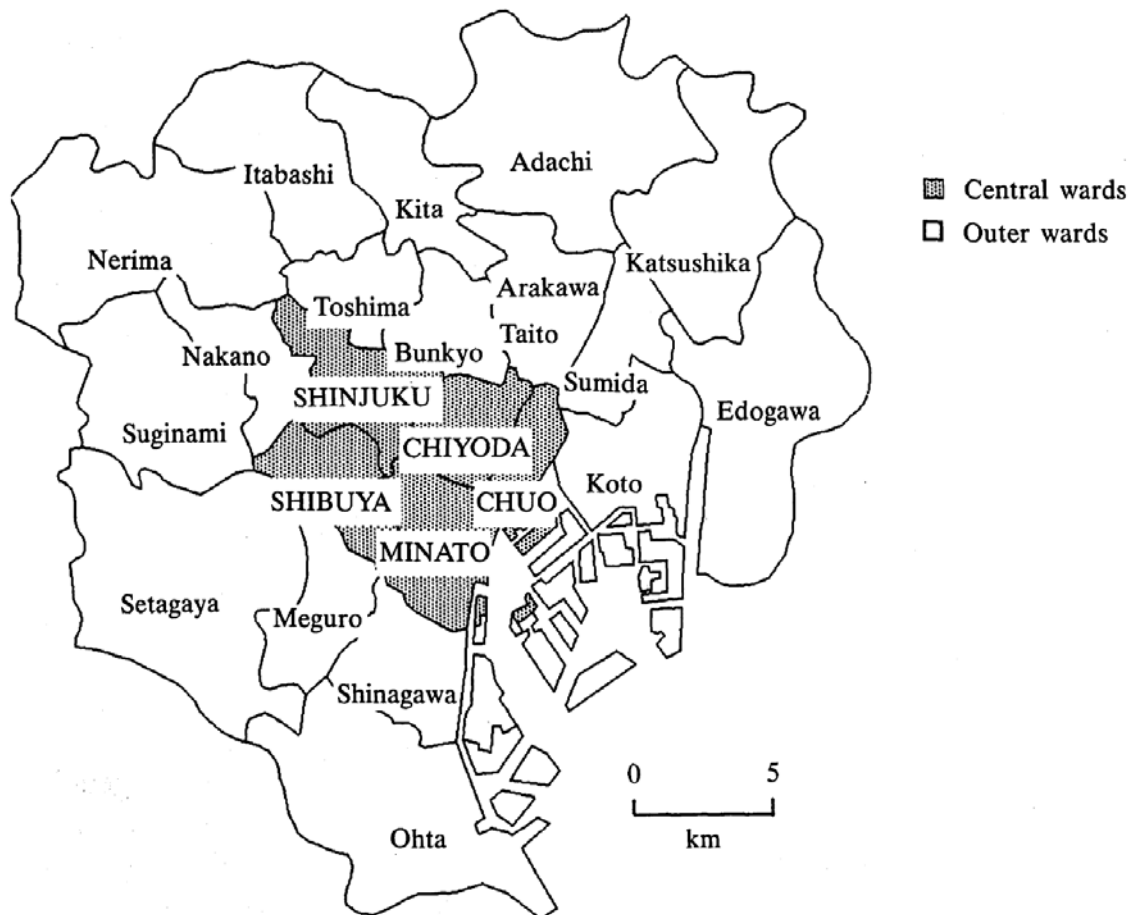 Adachi
Itabashi
Central wards
Kita
Outer wards
Nerima
Katsushika
Arakawa
Toshima
Taito
Nakano
Bunkyo
Sumida
SHINJUKU
Edogawa
Suginami
CHIYODA
Koto
SHIBUYA
CHUO
MINATO
Setagaya
Meguro
Shinagawa
0 5
km
Ohta